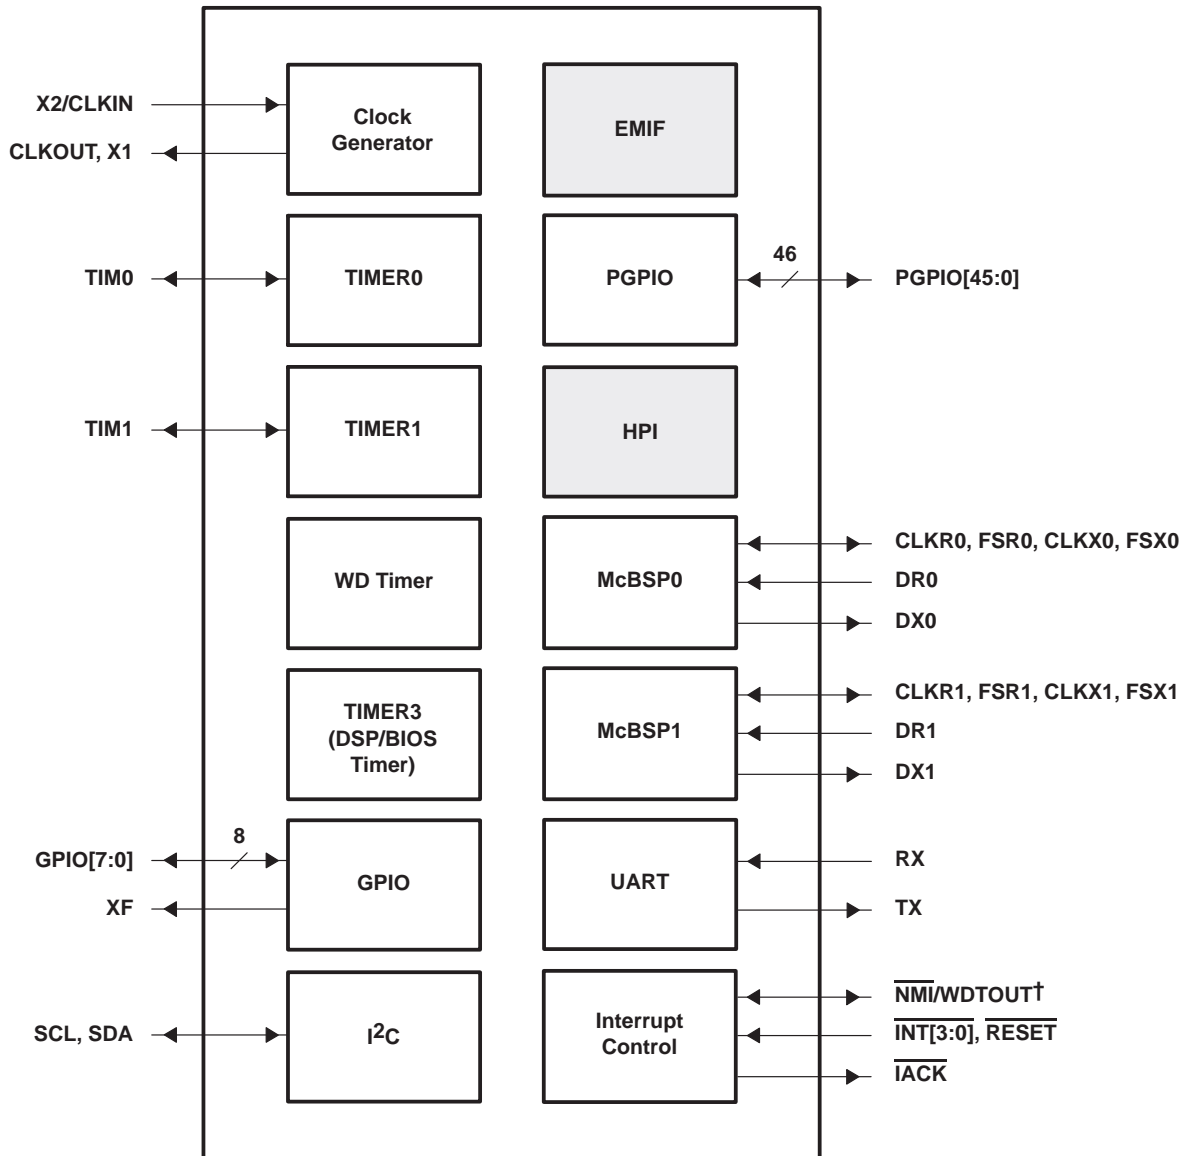 X2/CLKIN
CLKOUT, X1
Clock
Generator
EMIF
TIM0
TIMER0
PGPIO
46
PGPIO[45:0]
TIM1
TIMER1
HPI
WD Timer
McBSP0
CLKR0, FSR0, CLKX0, FSX0
DR0
DX0
TIMER3
(DSP/BIOS
Timer)
McBSP1
CLKR1, FSR1, CLKX1, FSX1
DR1
DX1
GPIO[7:0]
8
XF
GPIO
UART
RX
TX
SCL, SDA
I2C
Interrupt
Control
NMI/WDTOUT†
INT[3:0], RESET
IACK